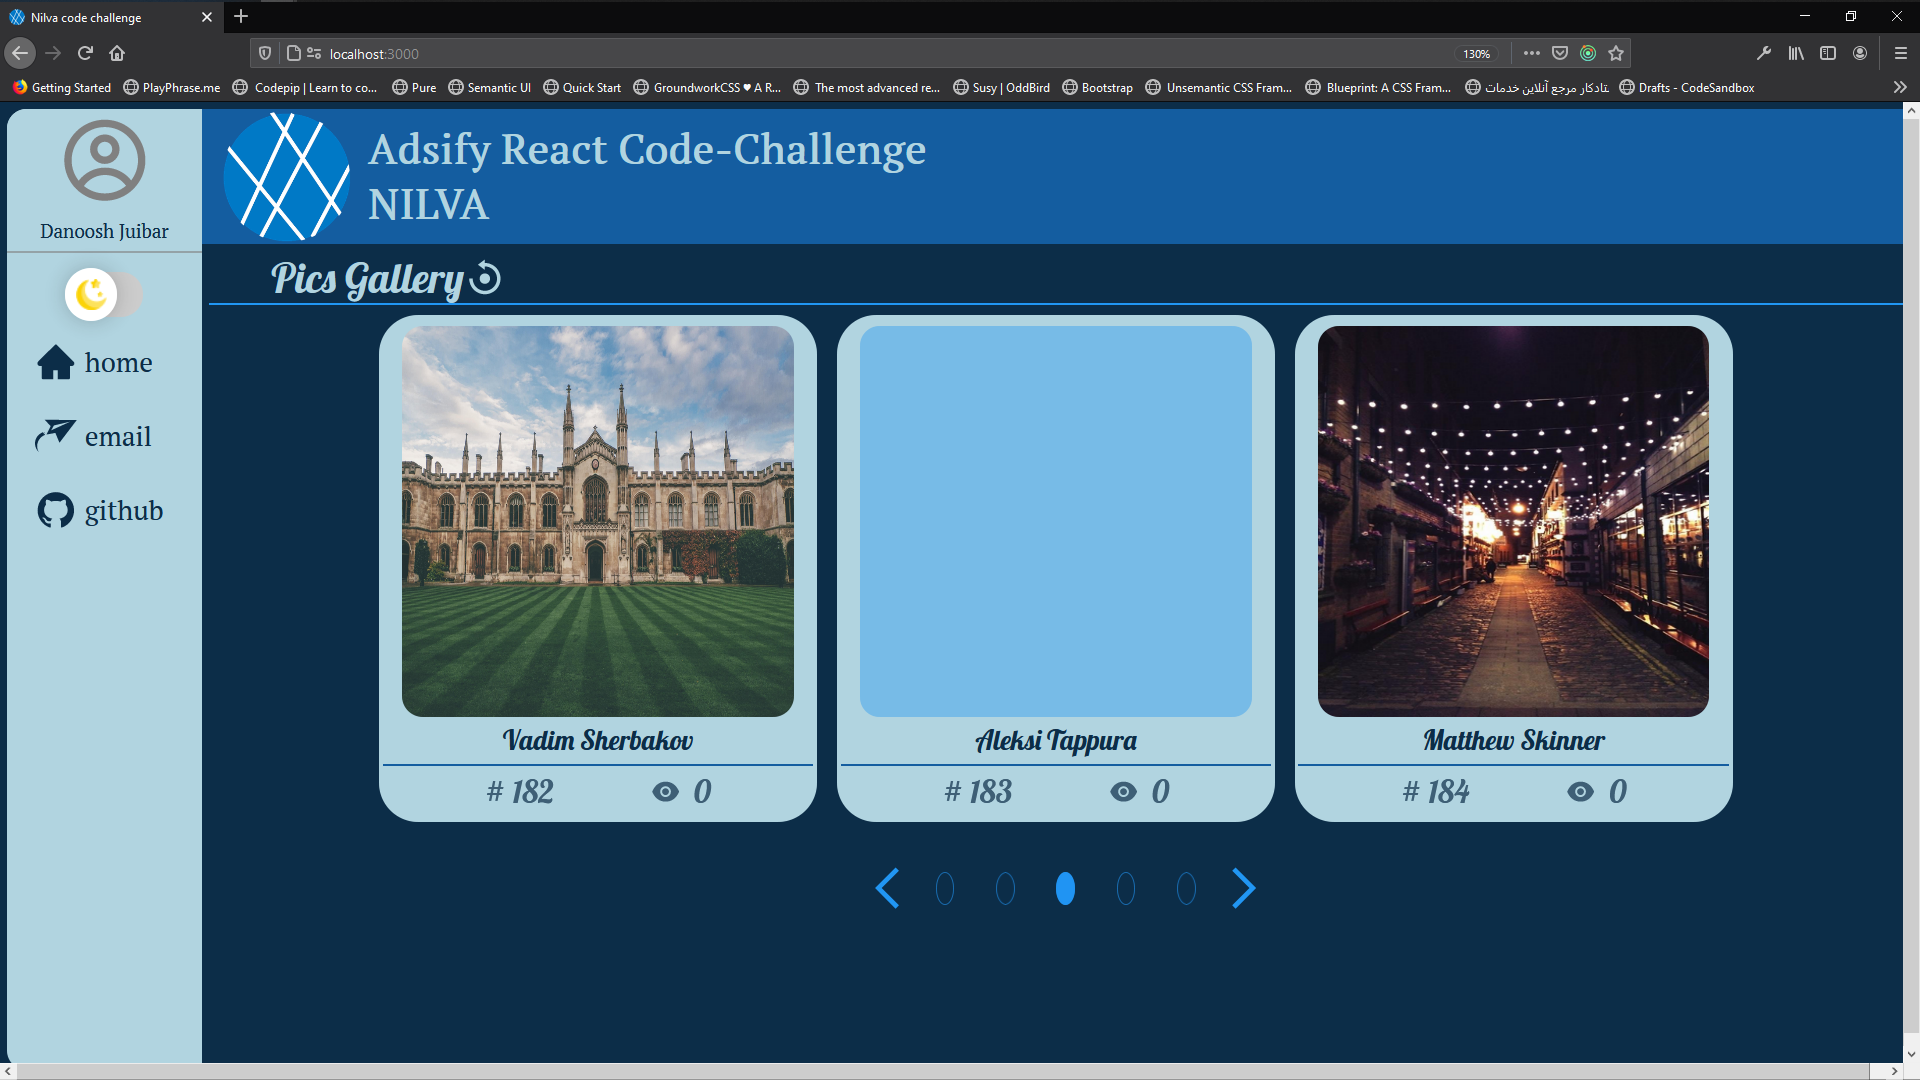 Nilva code challenge
localhost:3000
130%
Getting Started
PlayPhrase.me
Codepip | Learn to co...
Pure
Semantic UI
Quick Start
GroundworkCSS ♥ A R...
The most advanced re...
Susy | OddBird
Bootstrap
Unsemantic CSS Fram...
Blueprint: A CSS Fram...
ستادکار مرجع آنلاین خدمات
Drafts - CodeSandbox
Danoosh Juibar
home
email
github
Adsify React Code-Challenge
NILVA
Pics Gallery
Vadim Sherbakov
# 182
0
Aleksi Tappura
# 183
0
Matthew Skinner
# 184
0